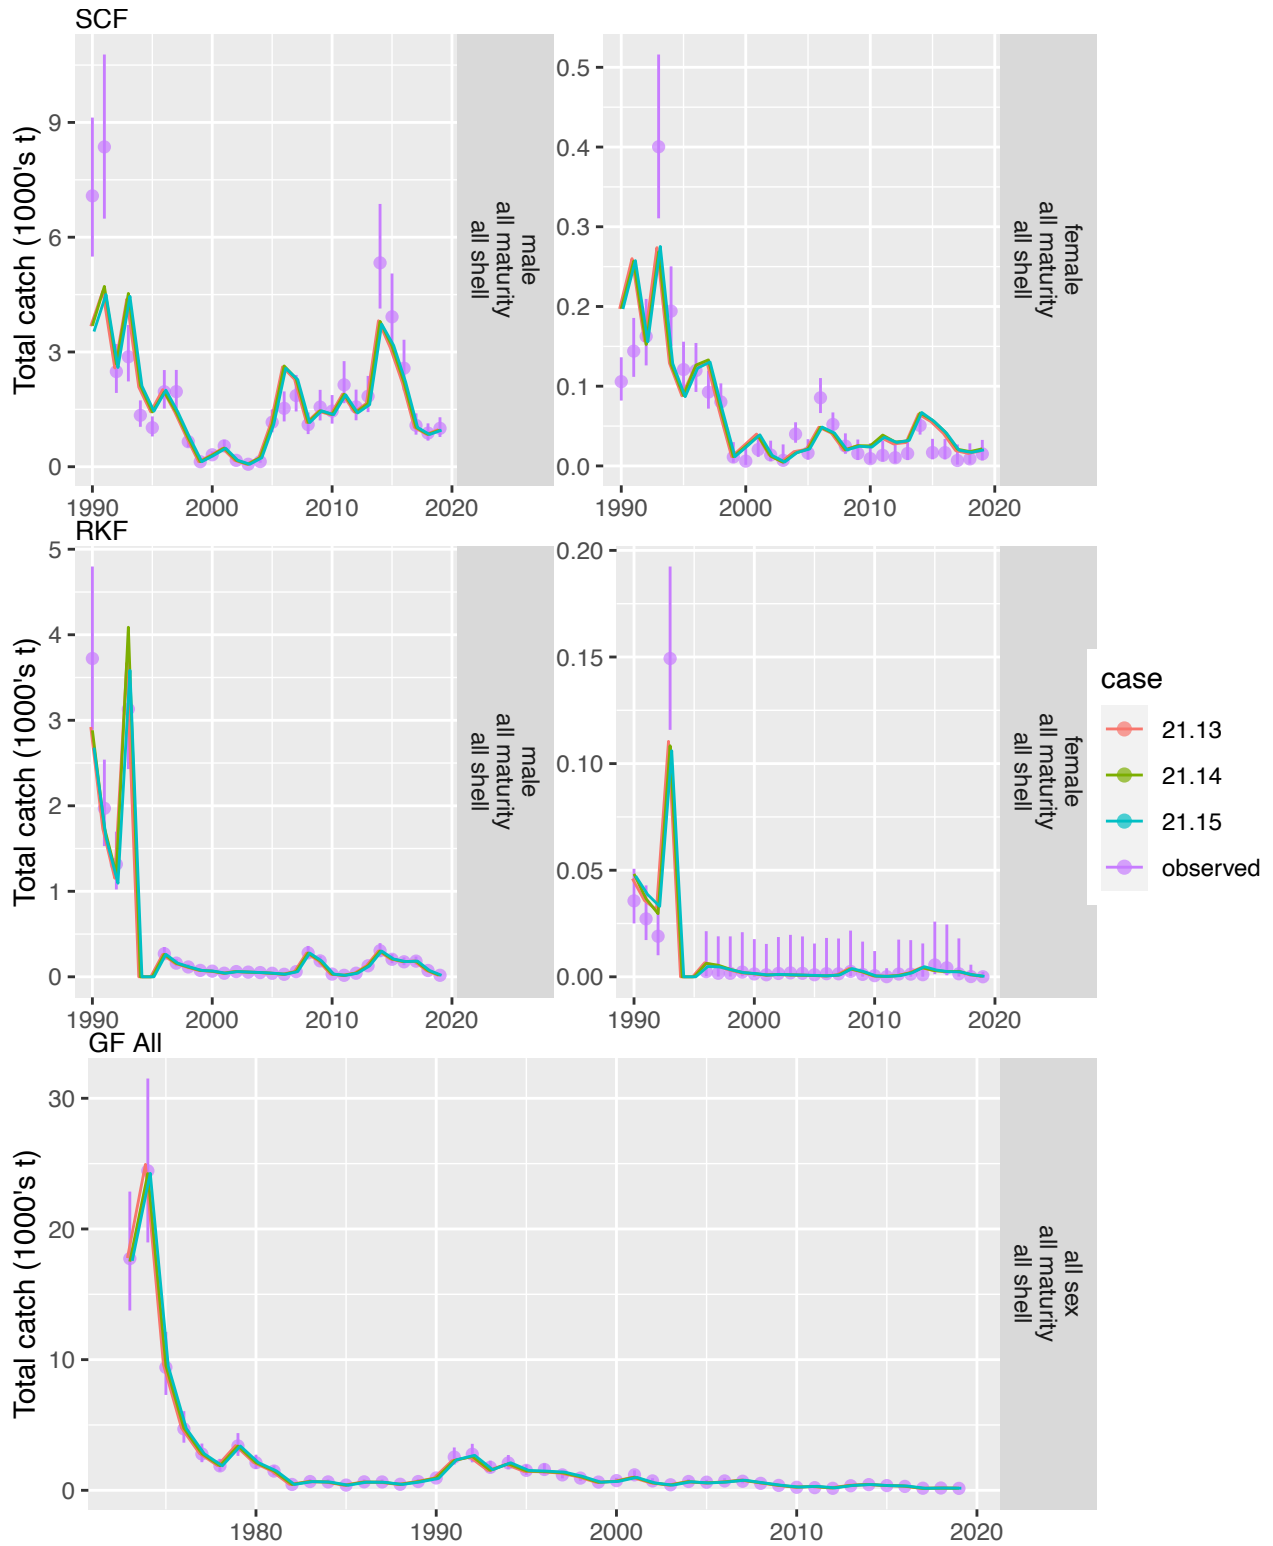 SCF
Total catch (1000's t)
9
6
3
0
1990 2000 2010 2020
male
all maturity
all shell
0.5
0.4
0.3
0.2
0.1
0.0
1990 2000 2010 2020
female
all maturity
all shell
RKF
Total catch (1000's t)
5
4
3
2
1
0
1990 2000 2010 2020
male
all maturity
all shell
0.20
0.15
0.10
0.05
0.00
1990 2000 2010 2020
female
all maturity
all shell
case
21.13
21.14
21.15
observed
GF All
Total catch (1000's t)
30
20
10
0
1980 1990 2000 2010 2020
all sex
all maturity
all shell